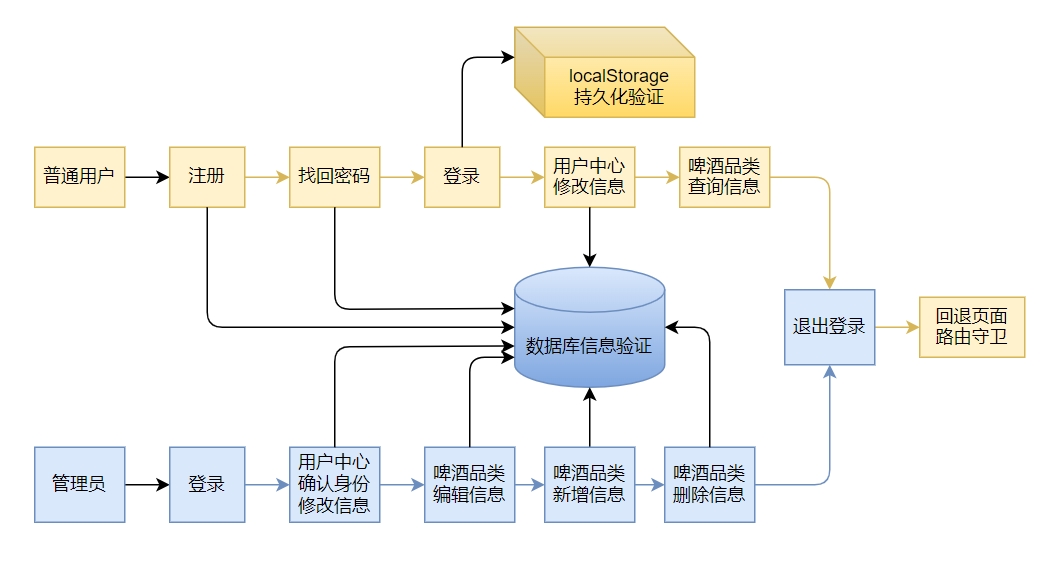 localStorage
持久化验证
普通用户
注册
找回密码
登录
用户中心
修改信息
啤酒品类
查询信息
数据库信息验证
退出登录
回退页面
路由守卫
管理员
登录
用户中心
确认身份
修改信息
啤酒品类
编辑信息
啤酒品类
新增信息
啤酒品类
删除信息